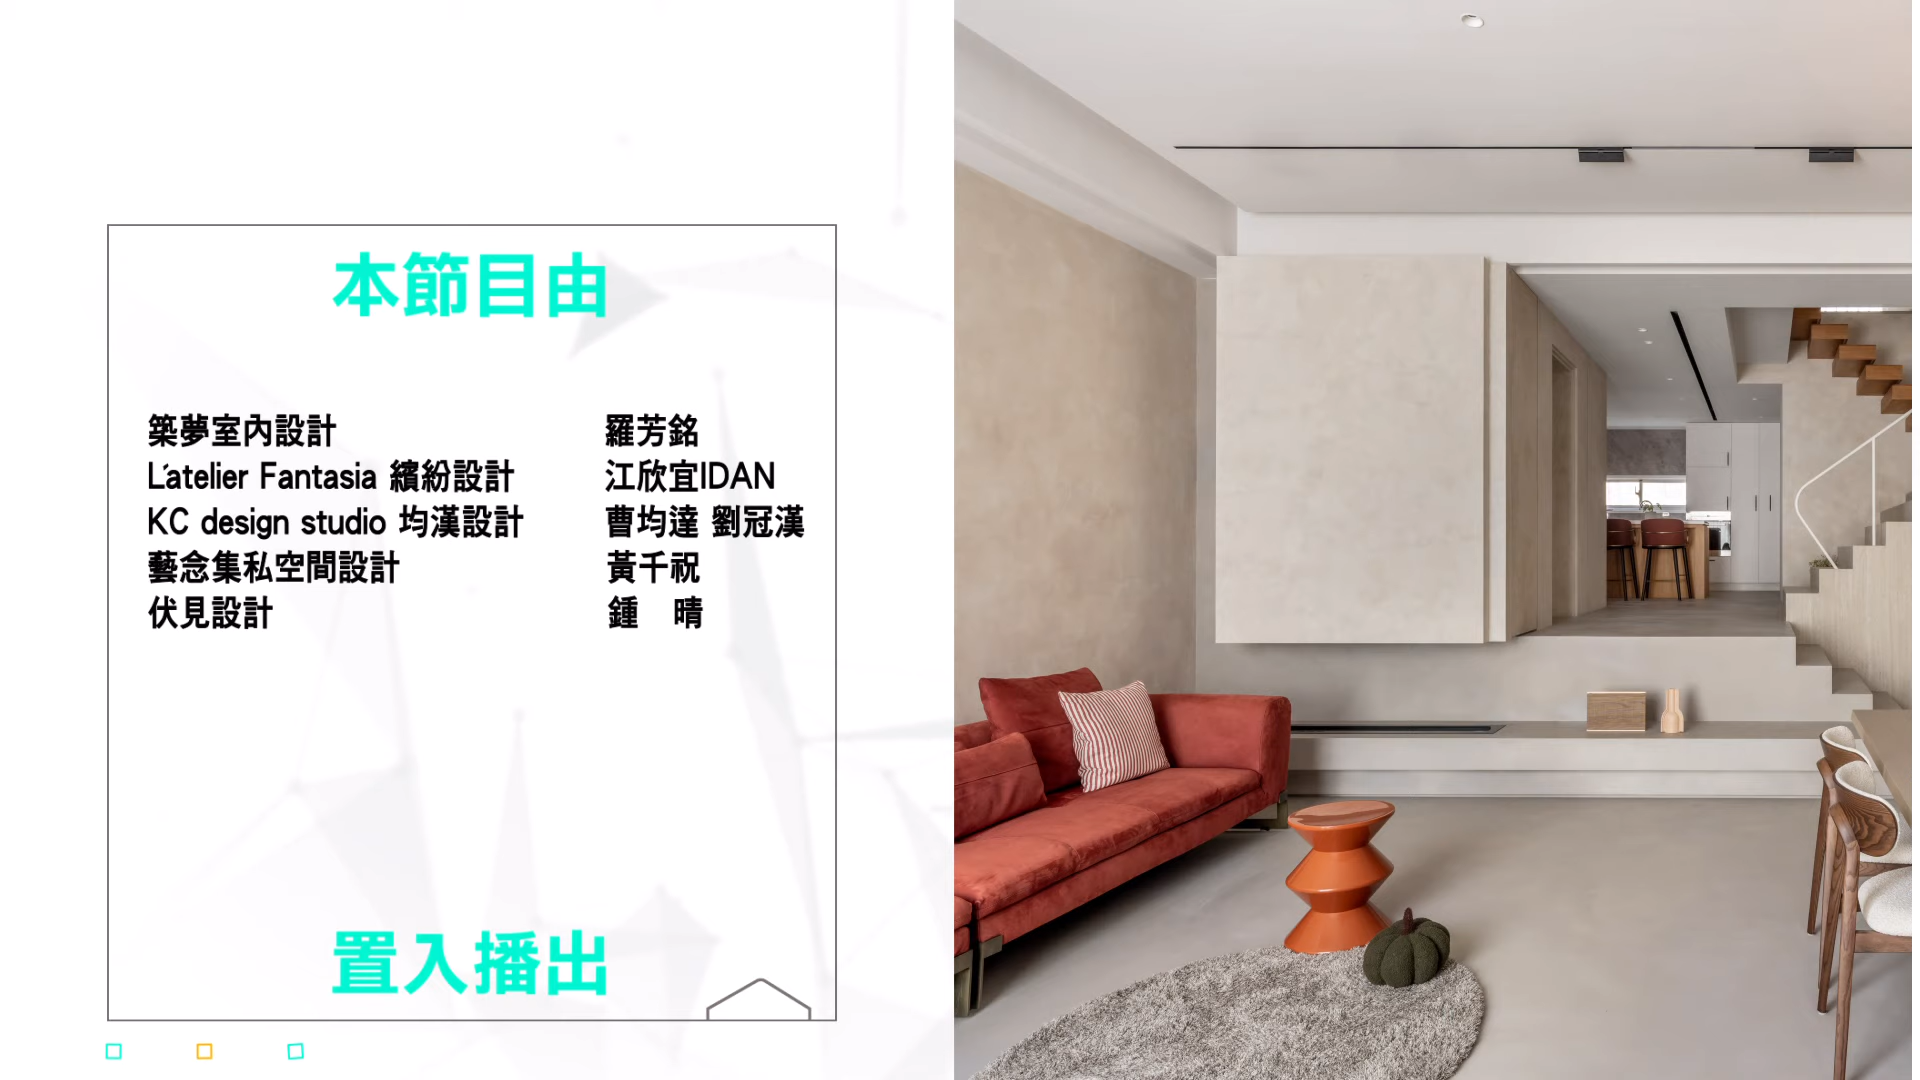 本節目由
築夢室內設計 羅芳銘
L'atelier Fantasia 繽紛設計 江欣宜IDAN
KC design studio 均漢設計 曹均達 劉冠漢
藝念集私空間設計 黃千祝
伏見設計 鍾 晴
置入播出